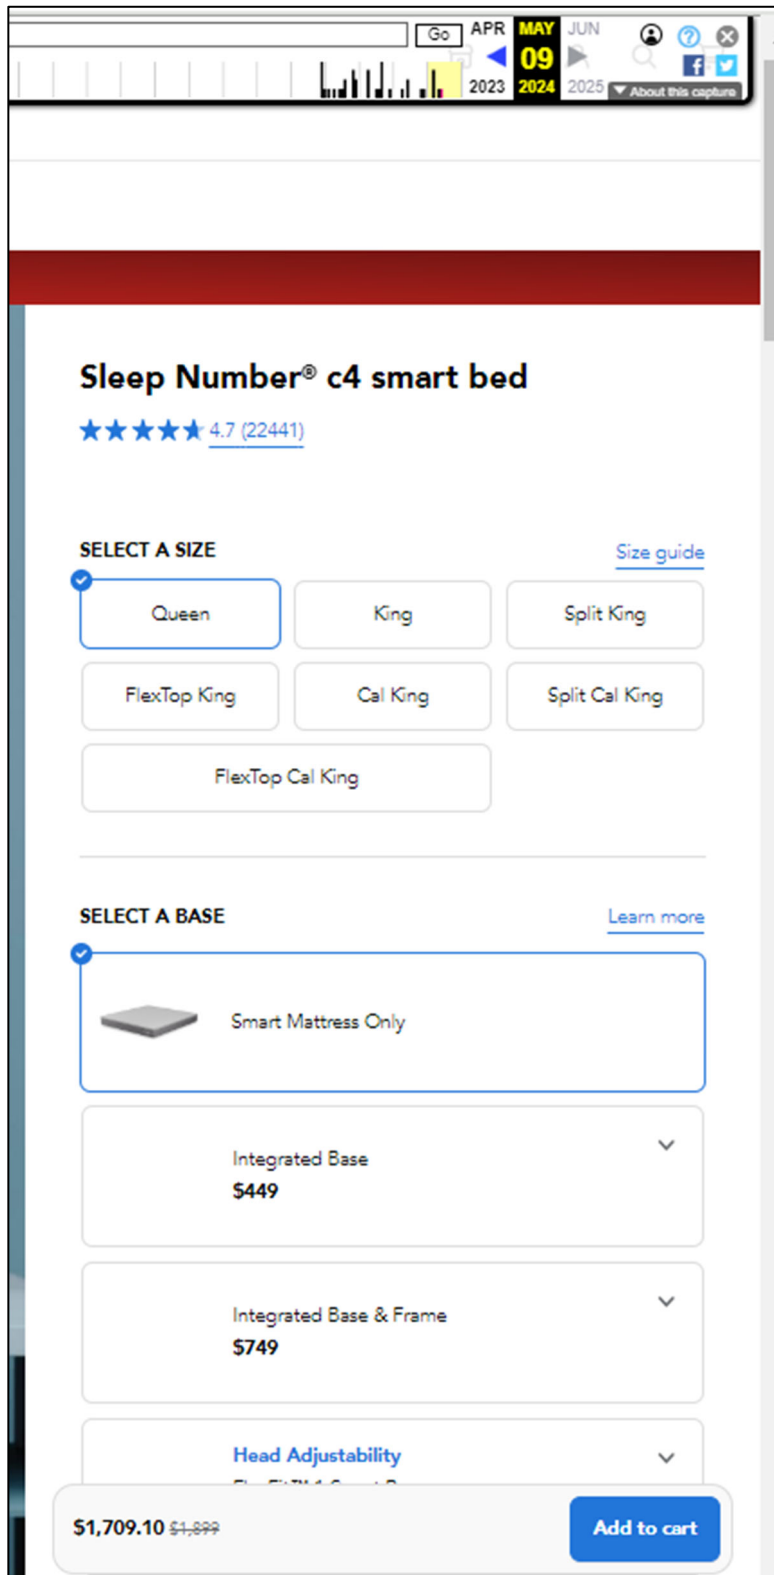 Go
APR MAY JUN
09
2023 2024 2025
About this capture
Sleep Number® c4 smart bed
4.7 (22441)
SELECT A SIZE
Size guide
Queen
King
Split King
FlexTop King
Cal King
Split Cal King
FlexTop Cal King
SELECT A BASE
Learn more
Smart Mattress Only
Integrated Base
$449
Integrated Base & Frame
$749
Head Adjustability
$1,709.10 $1,899
Add to cart